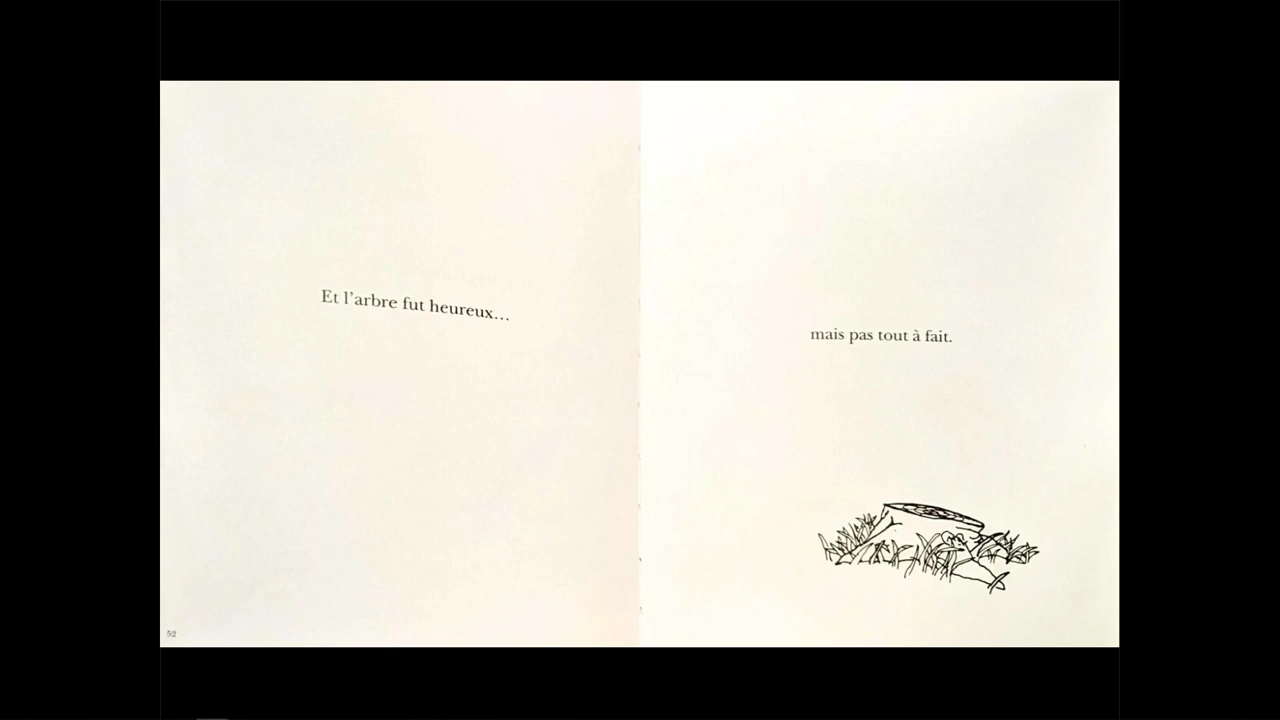 Et l’arbre fut heureux…
mais pas tout à fait.
52